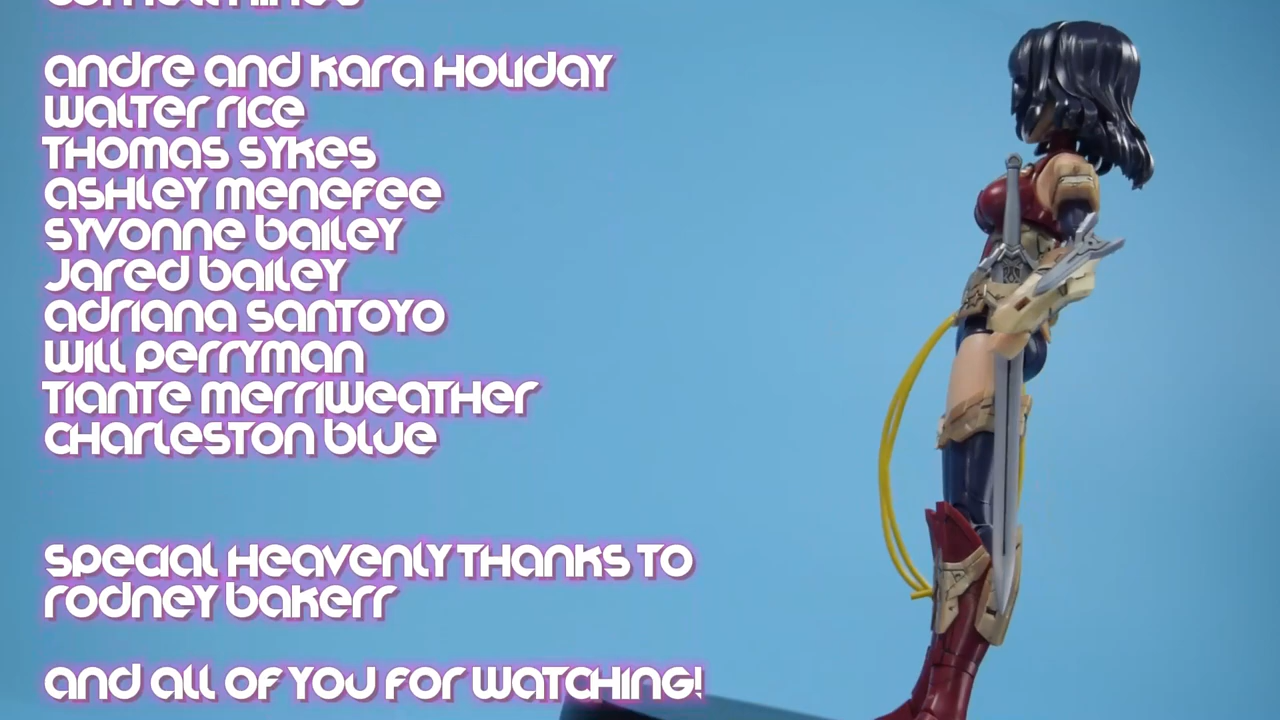 andre and kara Holiday
walter rice
Thomas Sykes
ashley menefee
Syvonne bailey
Jared bailey
adriana Santoyo
will perryman
Tiante merriweather
Charleston blue
Special Heavenly Thanks to
rodney bakerr
and all of you for watching!